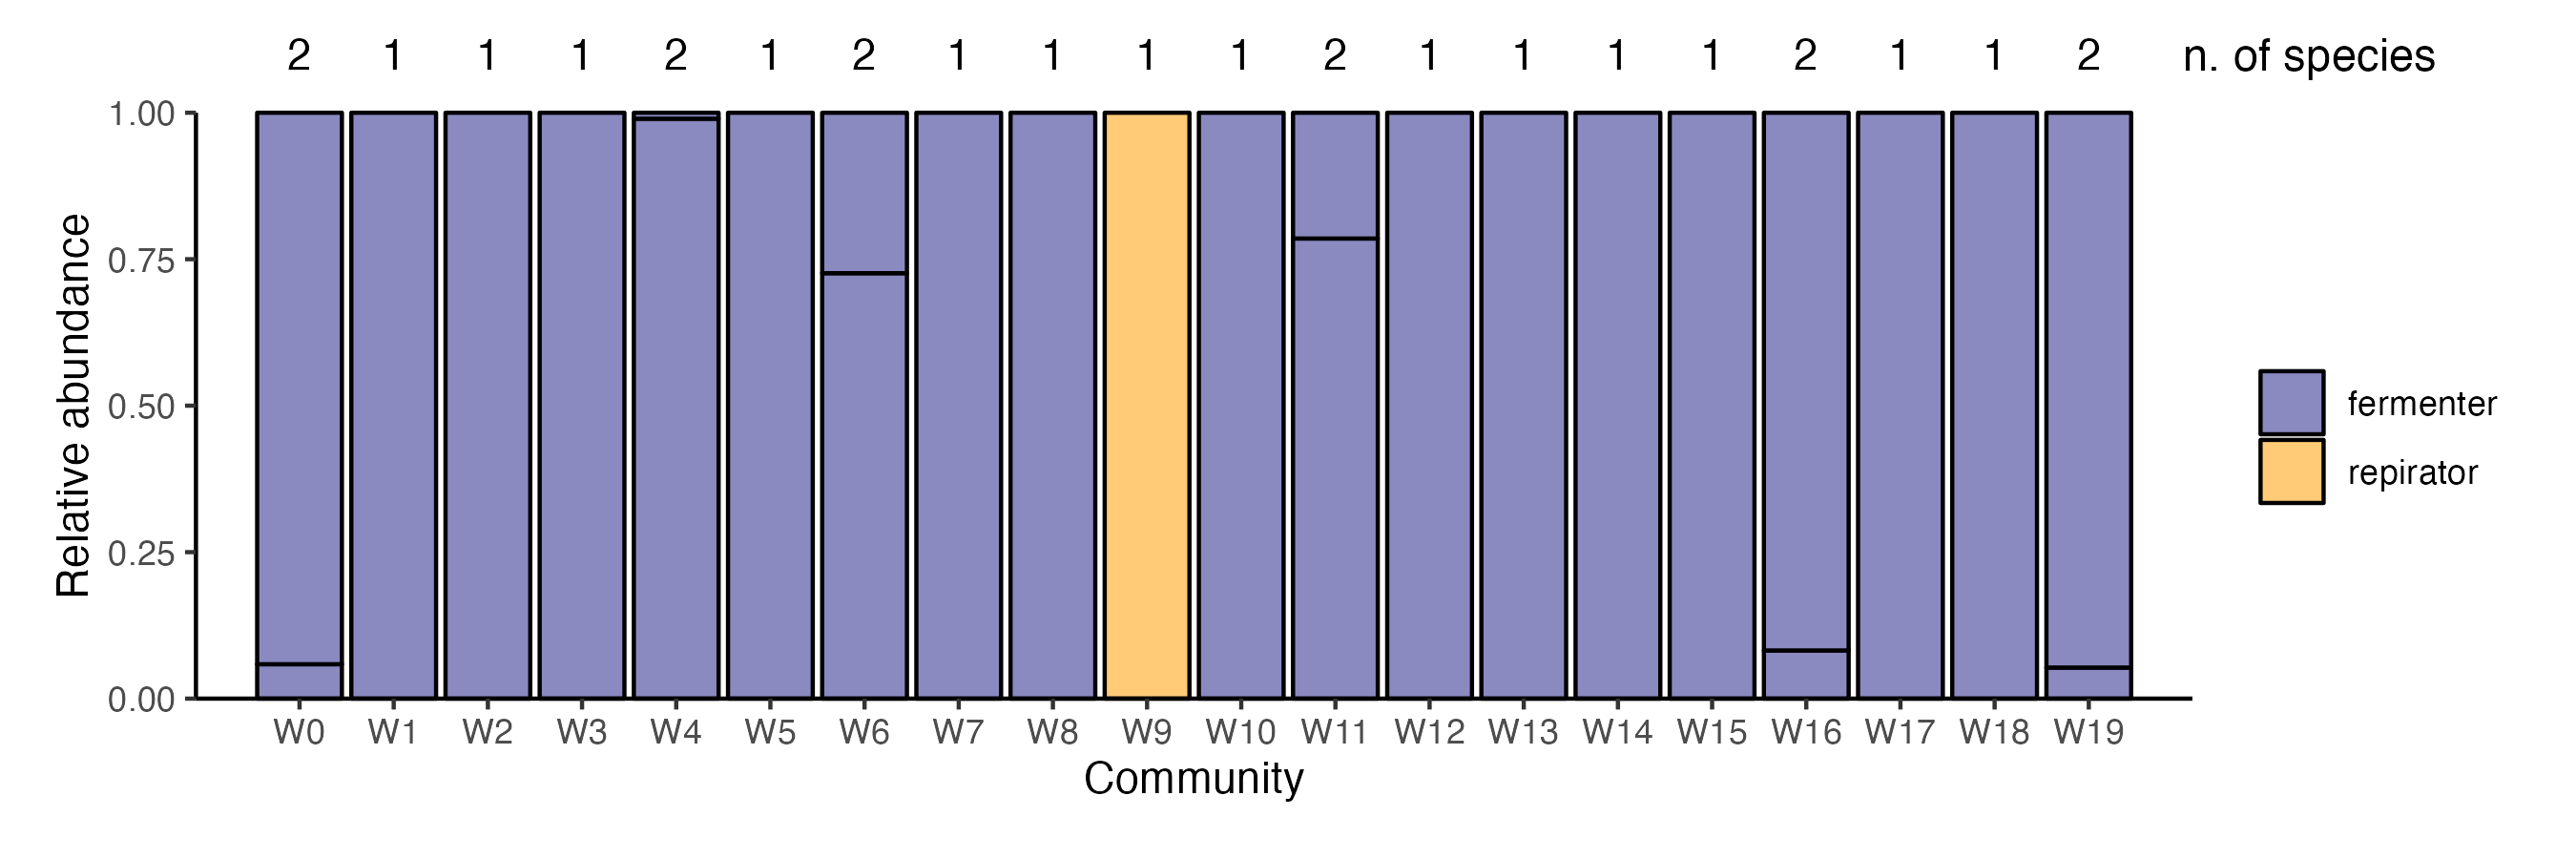 2 1 1 1 2 1 2 1 1 1 1 2 1 1 1 1 2 1 1 2 n. of species
1.00
0.75
0.50
0.25
0.00
Relative abundance
fermenter
repirator
W0 W1 W2 W3 W4 W5 W6 W7 W8 W9 W10 W11 W12 W13 W14 W15 W16 W17 W18 W19
Community